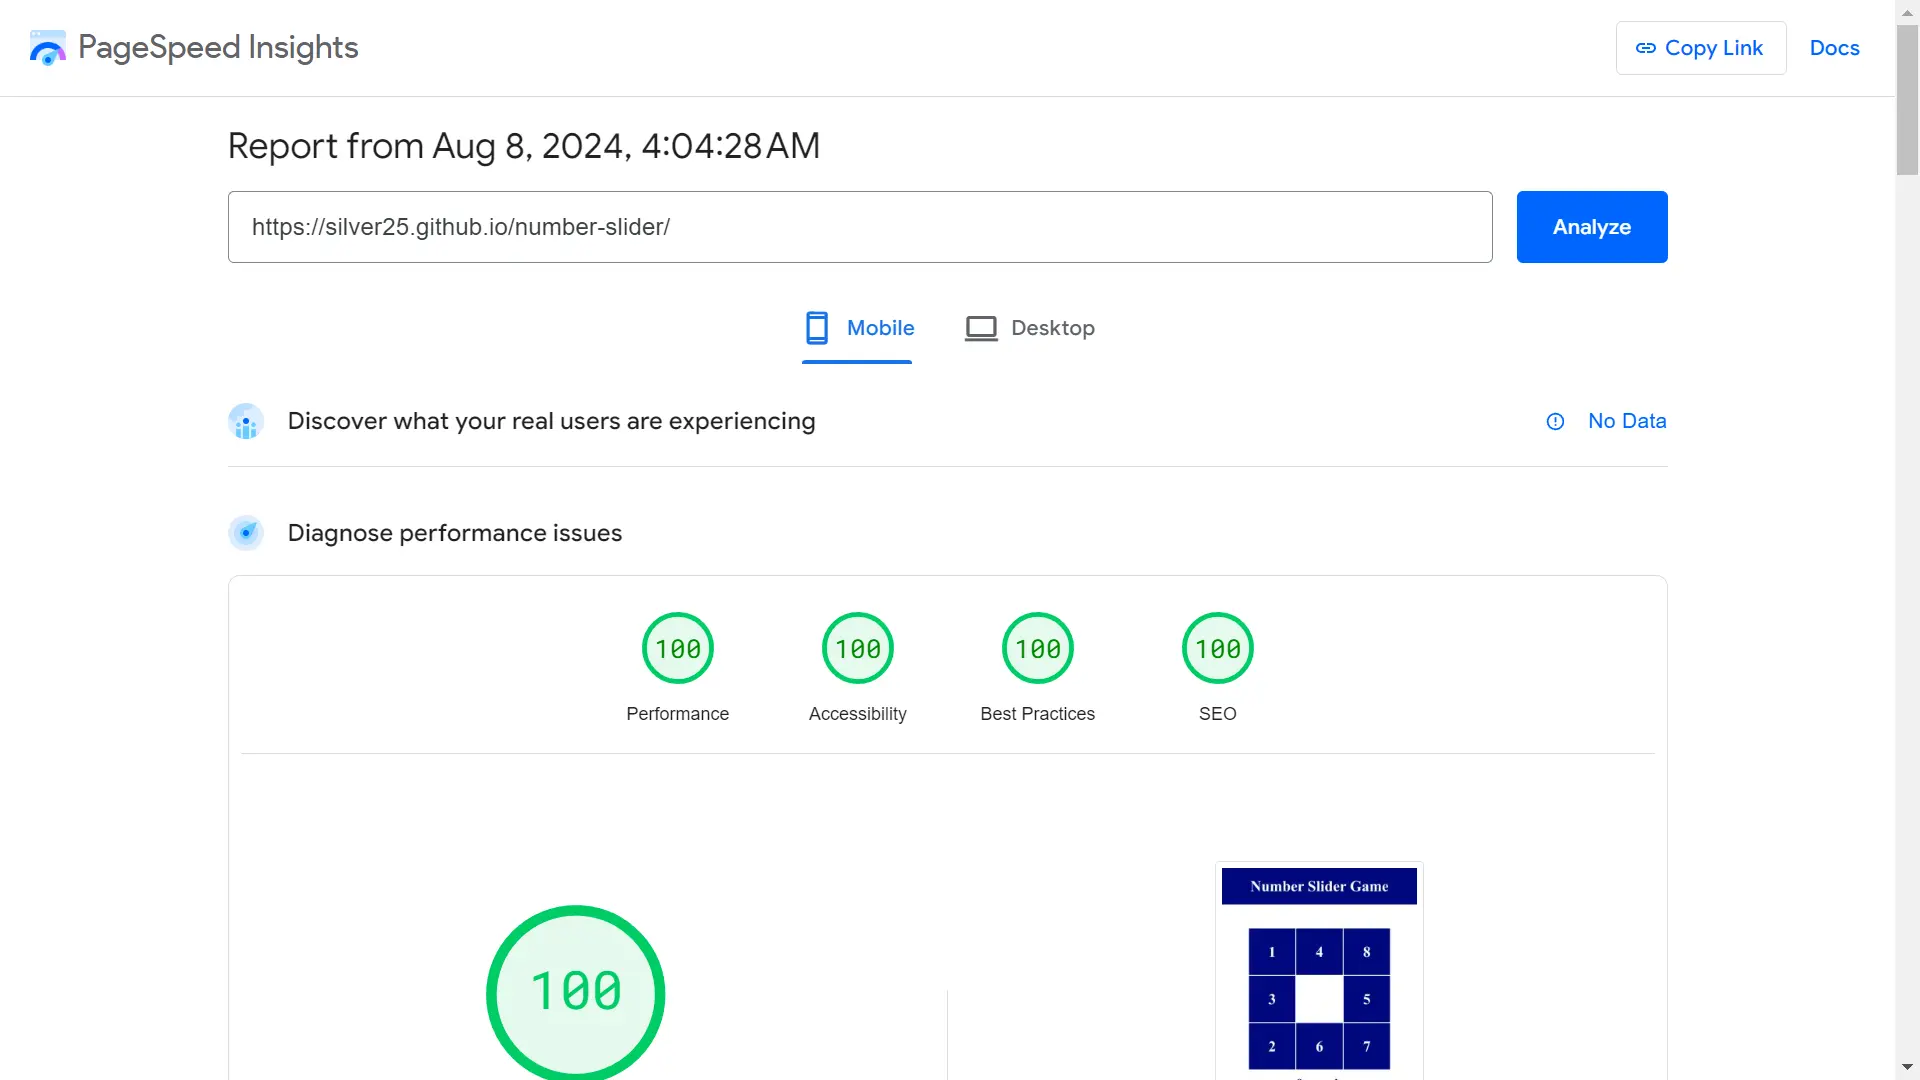 PageSpeed Insights
Copy Link
Docs
Report from Aug 8, 2024, 4:04:28 AM
https://silver25.github.io/number-slider/
Analyze
Mobile
Desktop
Discover what your real users are experiencing
No Data
Diagnose performance issues
100
100
100
100
Performance
Accessibility
Best Practices
SEO
100
Number Slider Game
1 4 8
3 5
2 6 7